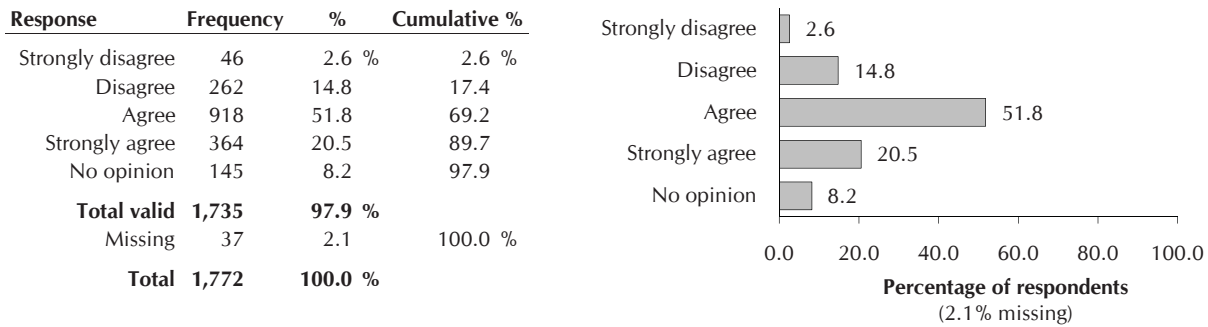 Response Frequency % Cumulative %
Strongly disagree 46 2.6 % 2.6 %
Disagree 262 14.8 17.4
Agree 918 51.8 69.2
Strongly agree 364 20.5 89.7
No opinion 145 8.2 97.9
Total valid 1,735 97.9 %
Missing 37 2.1 100.0 %
Total 1,772 100.0 %
Strongly disagree 2.6
Disagree 14.8
Agree 51.8
Strongly agree 20.5
No opinion 8.2
0.0 20.0 40.0 60.0 80.0 100.0
Percentage of respondents
(2.1% missing)